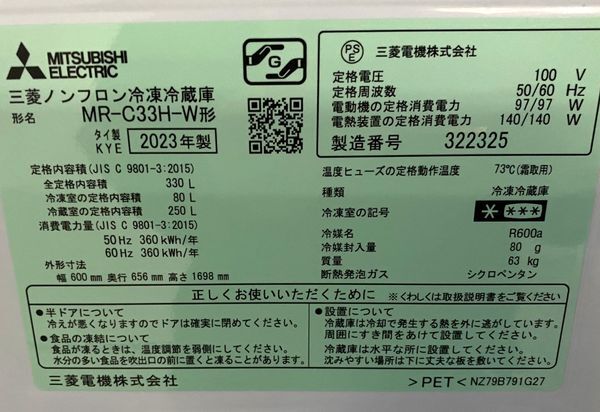 MITSUBISHI
ELECTRIC
G
三菱ノンフロン冷凍冷蔵庫
形名 MR-C33H-W形
タイ製
KYE
2023年製
定格内容積(JIS C 9801-3:2015)
全定格内容積 330 L
冷凍室の定格内容積 80 L
冷蔵室の定格内容積 250 L
消費電力量(JIS C 9801-3:2015)
50 Hz 360 kWh/年
60 Hz 360 kWh/年
外形寸法
幅 600 mm 奥行 656 mm 高さ 1698 mm
PS
E
三菱電機株式会社
定格電圧 100 V
定格周波数 50/60 Hz
電動機の定格消費電力 97/97 W
電熱装置の定格消費電力 140/140 W
製造番号 322325
温度ヒューズの定格動作温度 73℃(霜取用)
種類 冷凍冷蔵庫
冷凍室の記号 * ***
冷媒名 R600a
冷媒封入量 80 g
質量 63 kg
断熱発泡ガス シクロペンタン
正しくお使いいただくために ※くわしくは取扱説明書をごらんください。
●半ドアについて
冷えが悪くなりますのでドアは確実に閉めてください。
●食品の凍結について
食品が凍るときは、温度調節を弱側にしてください。
水分の多い食品を吹出口の前に置くと凍ることがあります。
●設置について
冷蔵庫は冷却で発生する熱を外に逃がしています。
周囲にすき間をあけて設置してください。
冷蔵庫は水平な所に設置してください。
沈みやすい場所は下に丈夫な板を敷いてください。
三菱電機株式会社
>PET< NZ79B791G27